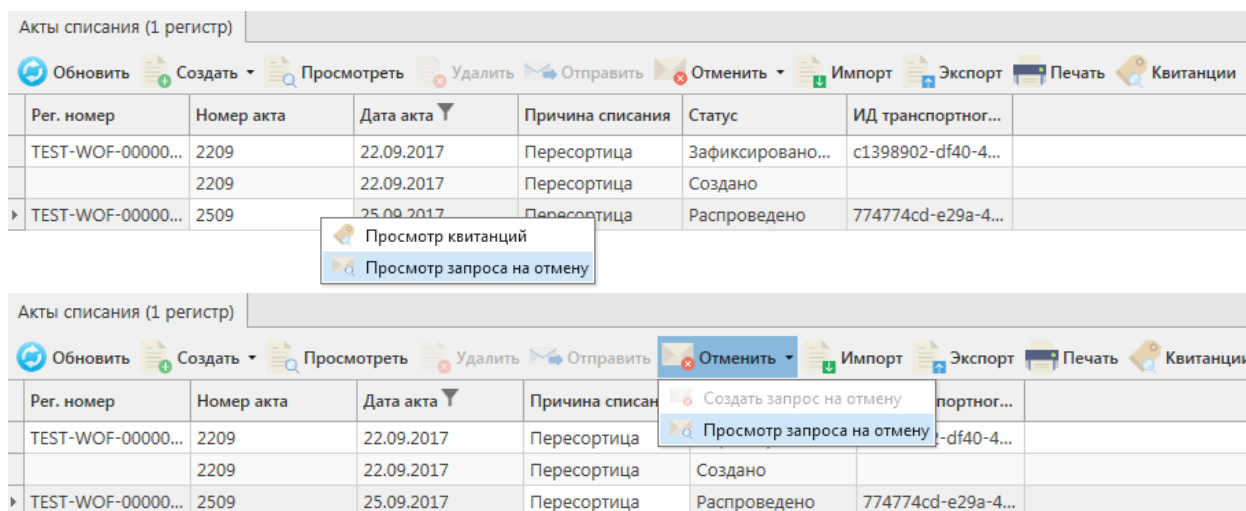 Акты списания (1 регистр)
Обновить Создать Просмотреть Удалить Отправить Отменить Импорт Экспорт Печать Квитанции
Рег. номер Номер акта Дата акта Причина списания Статус ИД транспортног...
TEST-WOF-00000... 2209 22.09.2017 Пересортица Зафиксировано... c1398902-df40-4...
2209 22.09.2017 Пересортица Создано
TEST-WOF-00000... 2509 25.09.2017 Пересортица Распроведено 774774cd-e29a-4...
Просмотр квитанций
Просмотр запроса на отмену
Акты списания (1 регистр)
Обновить Создать Просмотреть Удалить Отправить Отменить Импорт Экспорт Печать Квитанции
Рег. номер Номер акта Дата акта Причина списан портног...
Создать запрос на отмену
Просмотр запроса на отмену
TEST-WOF-00000... 2209 22.09.2017 Пересортица -df40-4...
2209 22.09.2017 Пересортица Создано
TEST-WOF-00000... 2509 25.09.2017 Пересортица Распроведено 774774cd-e29a-4...